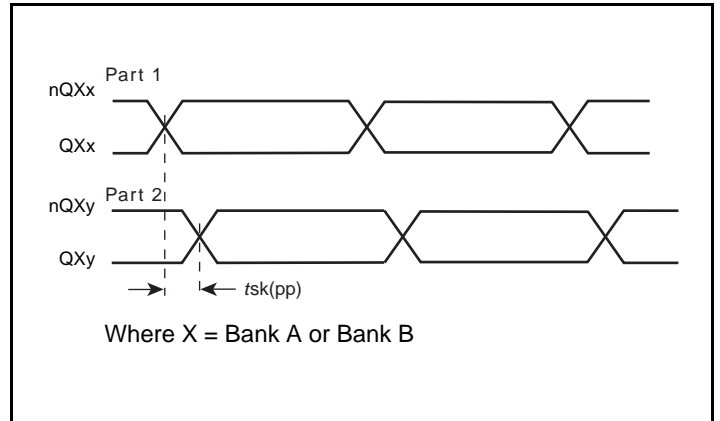 Part 1
nQXx
QXx
Part 2
nQXy
QXy
tsk(pp)
Where X = Bank A or Bank B